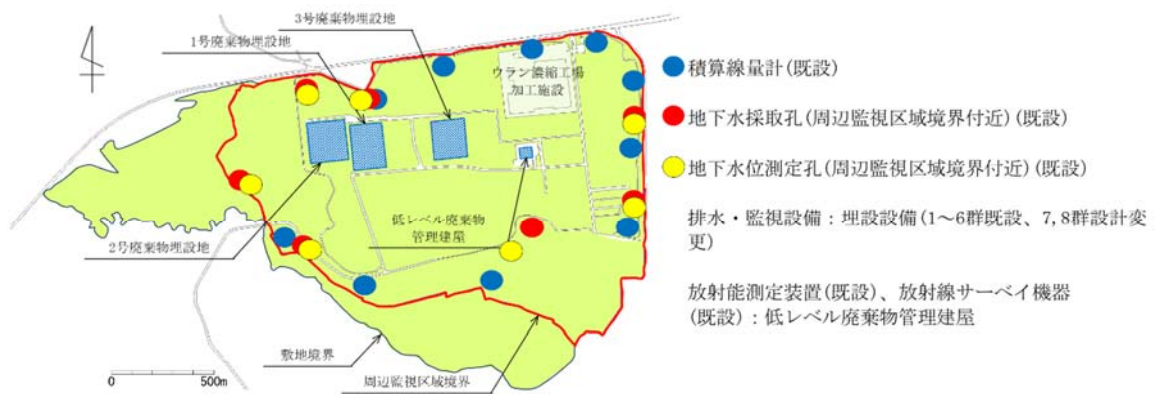 3号廃棄物埋設地
1号廃棄物埋設地
ウラン濃縮工場
加工施設
低レベル廃棄物
管理建屋
2号廃棄物埋設地
敷地境界
周辺監視区域境界
0 500m
積算線量計(既設)
地下水採取孔(周辺監視区域境界付近)(既設)
地下水位測定孔(周辺監視区域境界付近)(既設)
排水・監視設備：埋設設備(1～6群既設、7,8群設計変
更)
放射能測定装置(既設)、放射線サーベイ機器
(既設)：低レベル廃棄物管理建屋